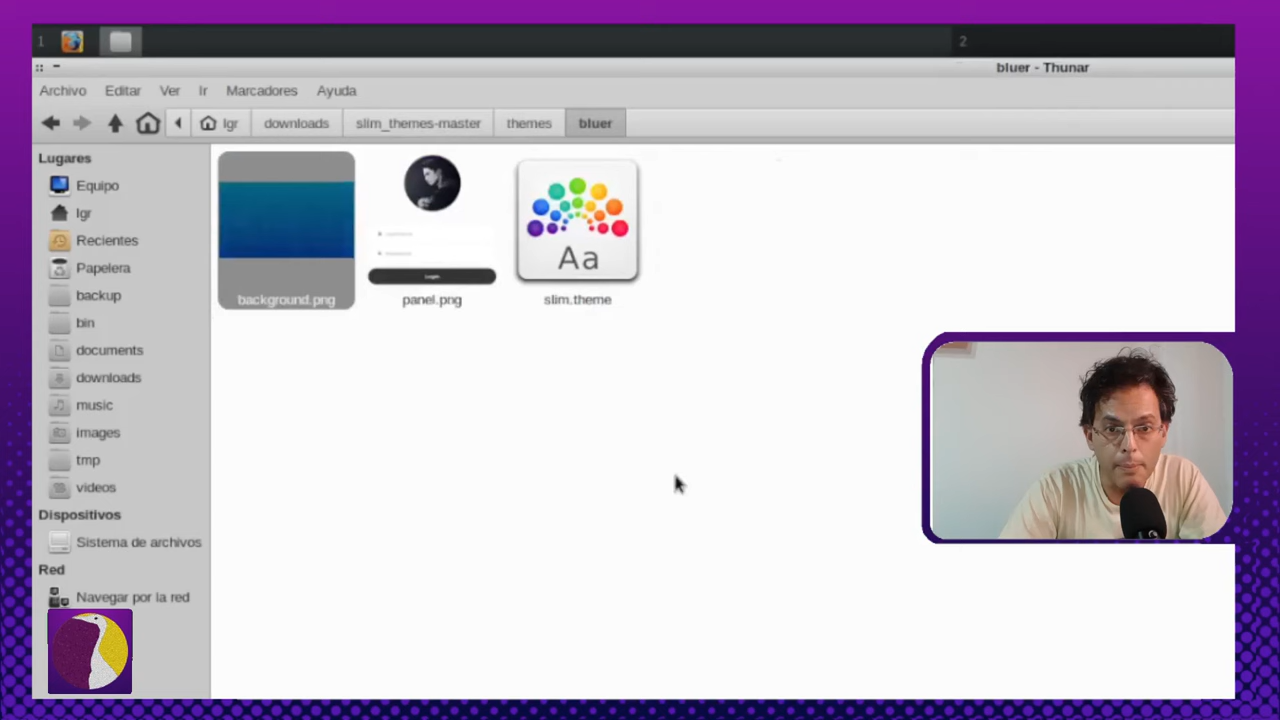 1
2
bluer - Thunar
Archivo Editar Ver Ir Marcadores Ayuda
lgr downloads slim_themes-master themes bluer
Lugares
Equipo
lgr
Recientes
Papelera
backup
bin
documents
downloads
music
images
tmp
videos
Dispositivos
Sistema de archivos
Red
Navegar por la red
background.png
panel.png
Aa
slim.theme